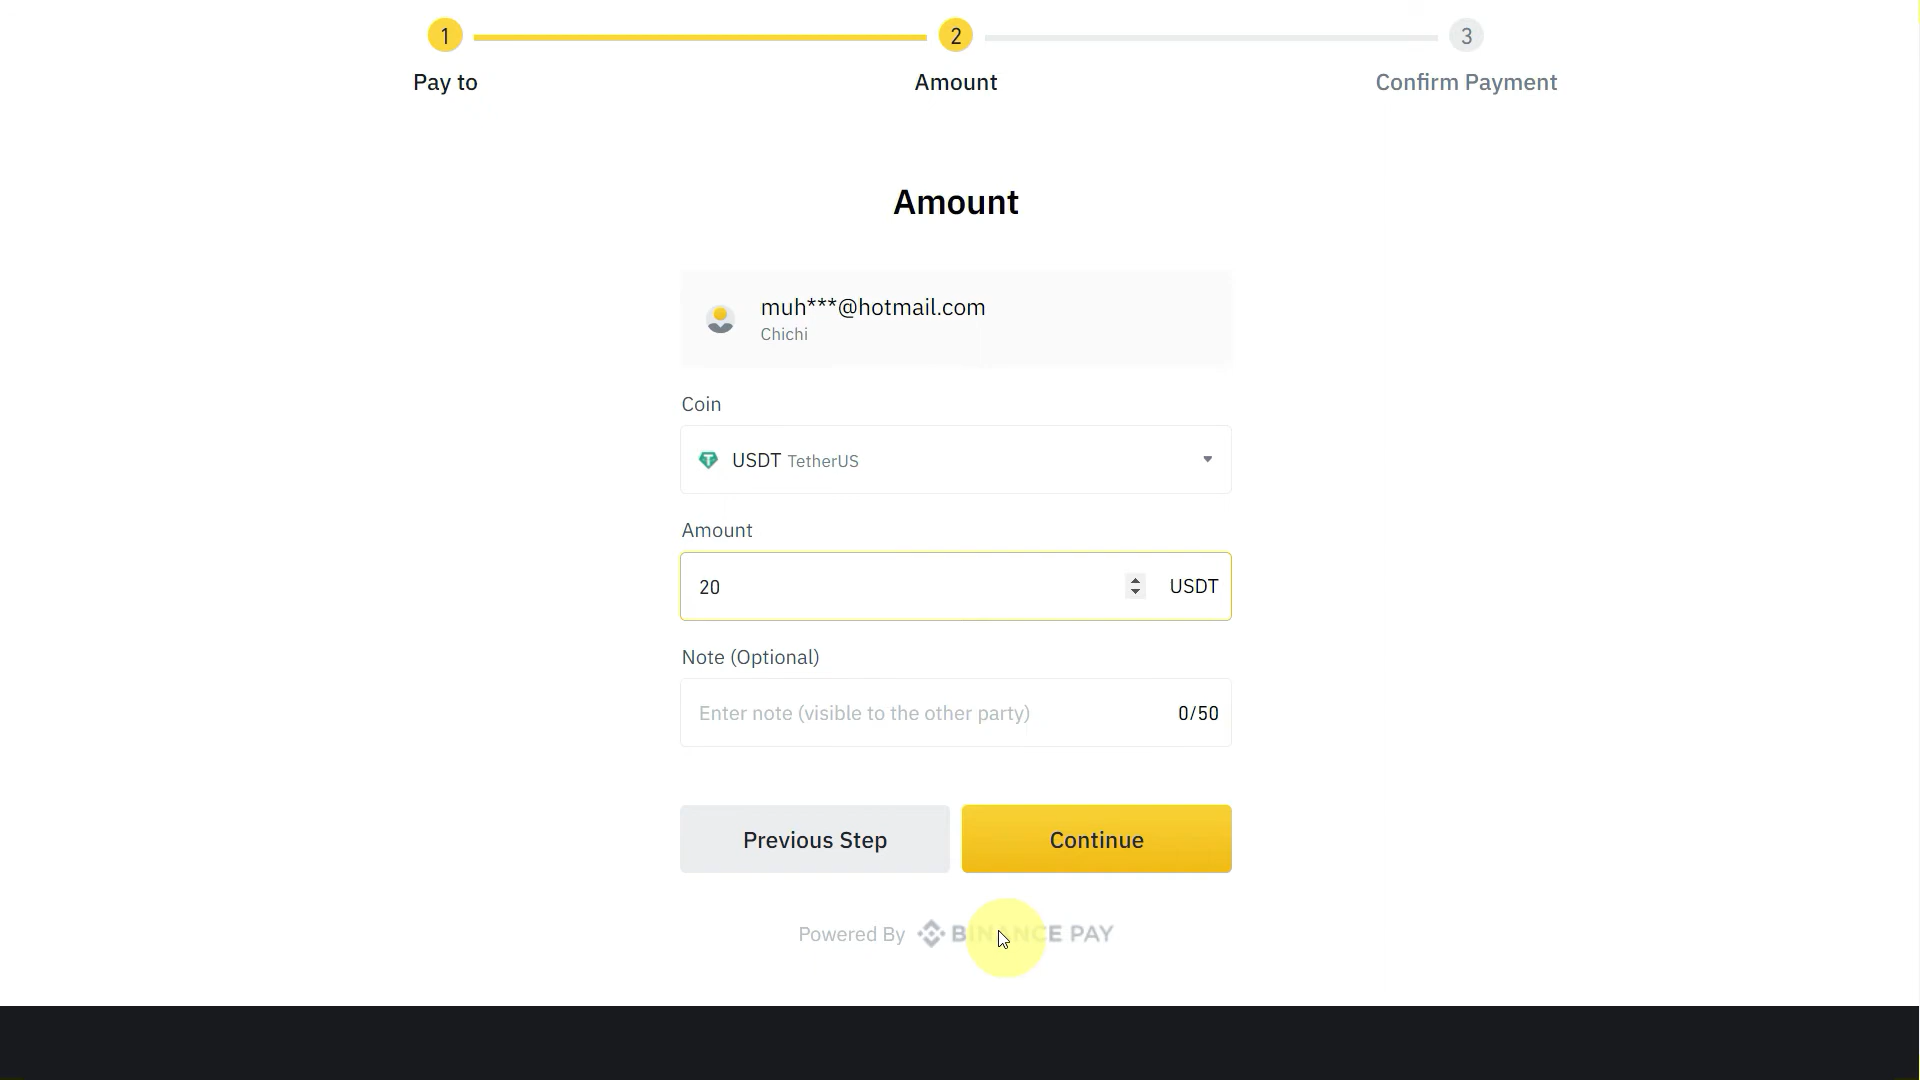 1
2
3
Pay to
Amount
Confirm Payment
Amount
muh***@hotmail.com
Chichi
Coin
USDT TetherUS
Amount
20
USDT
Note (Optional)
Enter note (visible to the other party)
0/50
Previous Step
Continue
Powered By BINANCE PAY